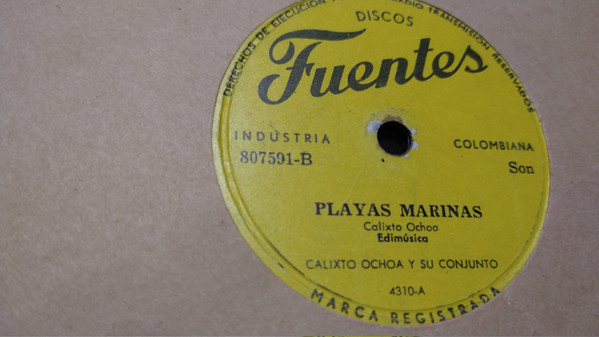 DERECHOS DE EJECUCION Y RADIO TRANSMISION RESERVADOS
DISCOS
Fuentes
INDUSTRIA COLOMBIANA
807591-B Son
PLAYAS MARINAS
Calixto Ochoa
Edimúsica
CALIXTO OCHOA Y SU CONJUNTO
4310-A
MARCA REGISTRADA